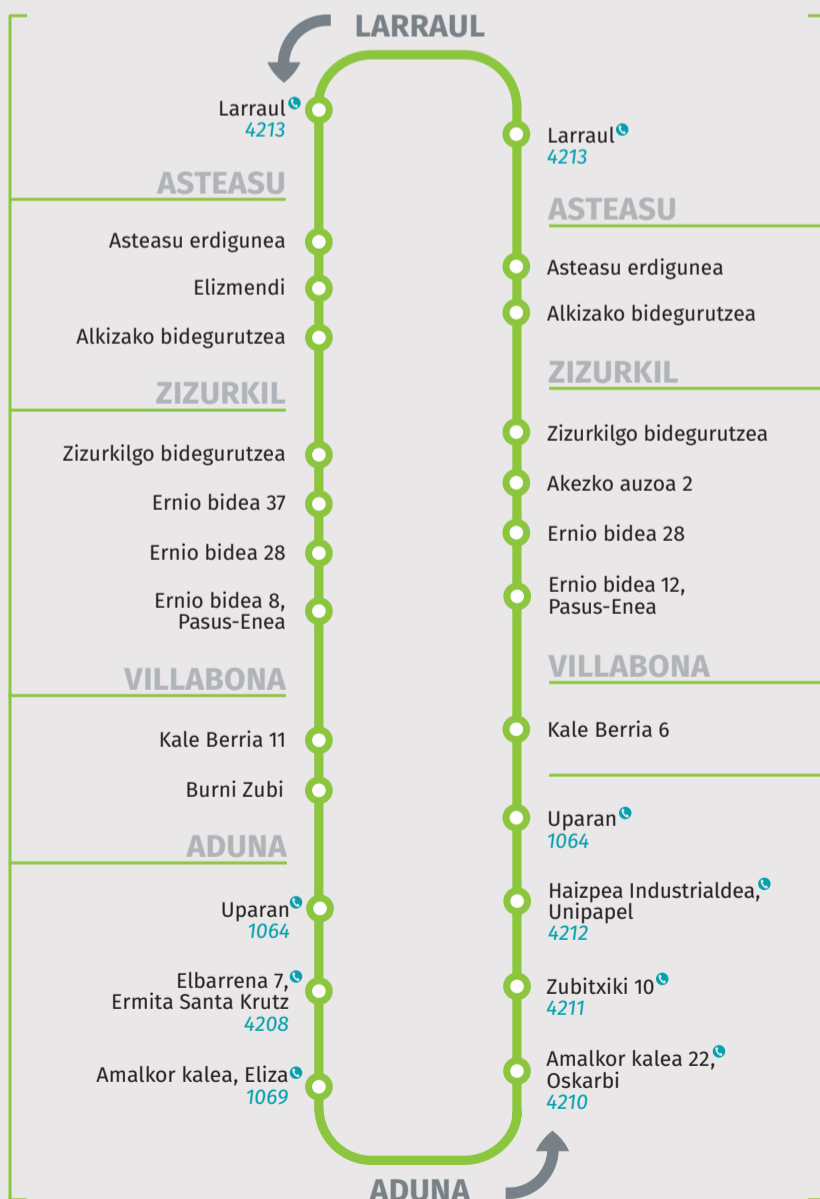 LARRAUL
Larraul
4213
ASTEASU
Asteasu erdigunea
Elizmendi
Alkizako bidegurutzea
ZIZURKIL
Zizurkilgo bidegurutzea
Ernio bidea 37
Ernio bidea 28
Ernio bidea 8,
Pasus-Enea
VILLABONA
Kale Berria 11
Burni Zubi
ADUNA
Uparan
1064
Elbarrena 7,
Ermita Santa Krutz
4208
Amalkor kalea, Eliza
1069
Larraul
4213
ASTEASU
Asteasu erdigunea
Alkizako bidegurutzea
ZIZURKIL
Zizurkilgo bidegurutzea
Akezko auzoa 2
Ernio bidea 28
Ernio bidea 12,
Pasus-Enea
VILLABONA
Kale Berria 6
Uparan
1064
Haizpea Industrialdea,
Unipapel
4212
Zubitxiki 10
4211
Amalkor kalea 22,
Oskarbi
4210
ADUNA